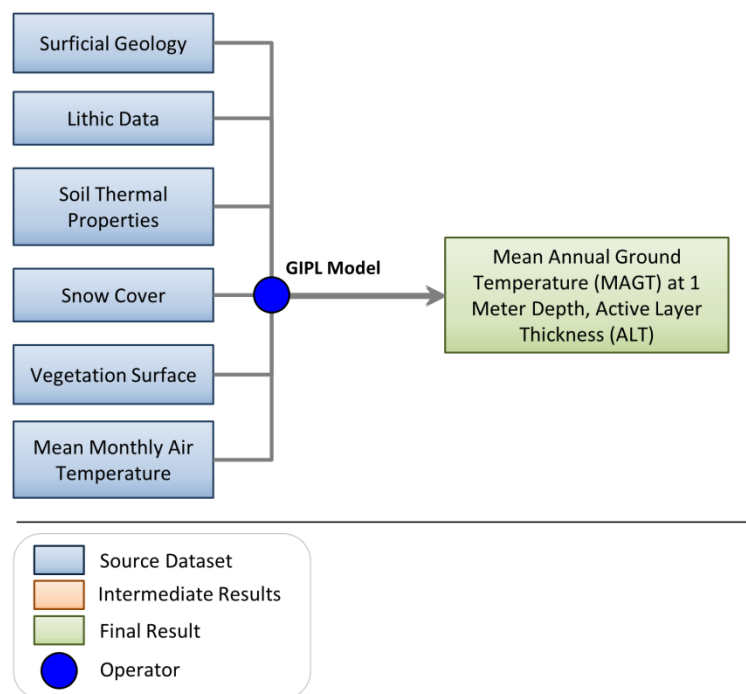 Surficial Geology
Lithic Data
Soil Thermal
Properties
Snow Cover
Vegetation Surface
Mean Monthly Air
Temperature
GIPL Model
Mean Annual Ground
Temperature (MAGT) at 1
Meter Depth, Active Layer
Thickness (ALT)
Source Dataset
Intermediate Results
Final Result
Operator